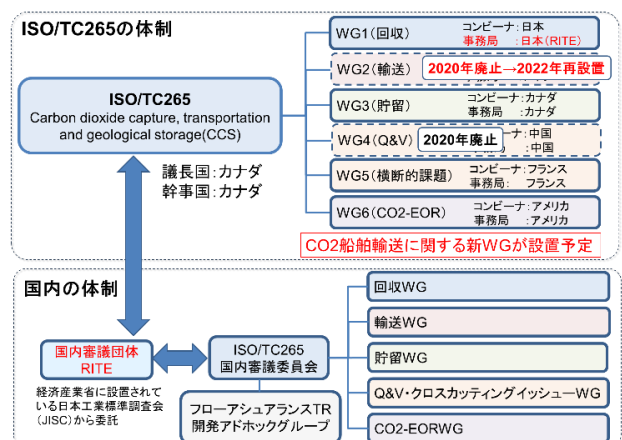 ISO/TC265の体制
ISO/TC265
Carbon dioxide capture, transportation
and geological storage(CCS)
議長国：カナダ
幹事国：カナダ
WG1（回収）
コンビーナ：日本
事務局　：日本（RITE）
WG2（輸送）
2020年廃止→2022年再設置
WG3（貯留）
コンビーナ：カナダ
事務局　：カナダ
WG4（Q&V）
2020年廃止
ーナ：中国
：中国
WG5（横断的課題）
コンビーナ：フランス
事務局：　フランス
WG6（CO2-EOR）
コンビーナ：アメリカ
事務局　：アメリカ
CO2船舶輸送に関する新WGが設置予定
国内の体制
国内審議団体
RITE
経済産業省に設置されて
いる日本工業標準調査会
（JISC）から委託
ISO/TC265
国内審議委員会
フローアシュアランスTR
開発アドホックグループ
回収WG
輸送WG
貯留WG
Q&V・クロスカッティングイッシューWG
CO2-EORWG